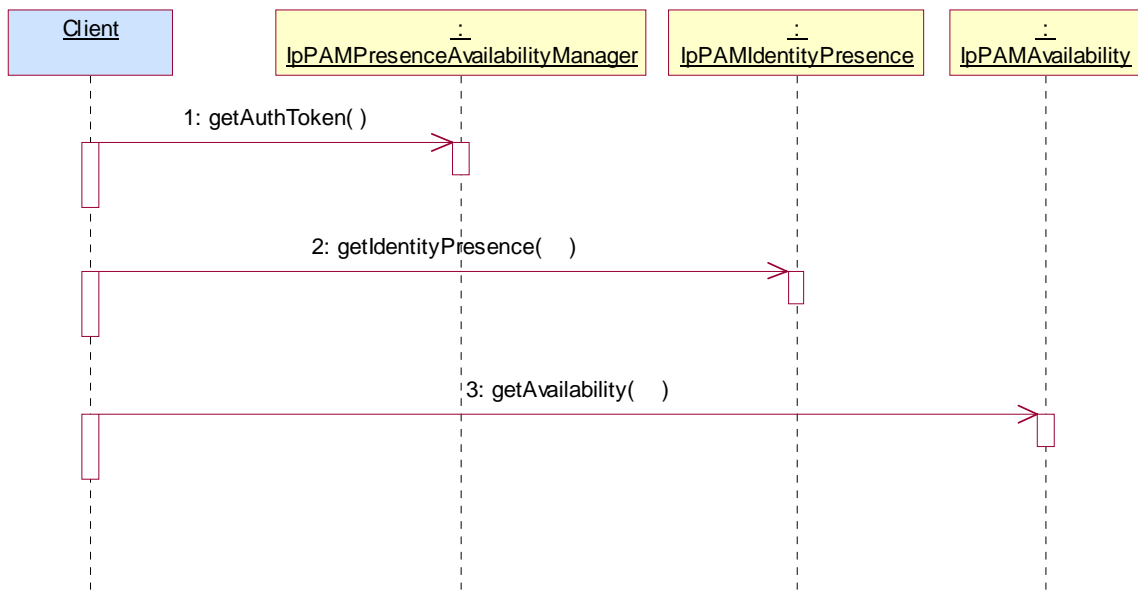 Client
:
IpPAMPresenceAvailabilityManager
:
IpPAMIdentityPresence
:
IpPAMAvailability
1: getAuthToken( )
2: getIdentityPresence(    )
3: getAvailability(    )